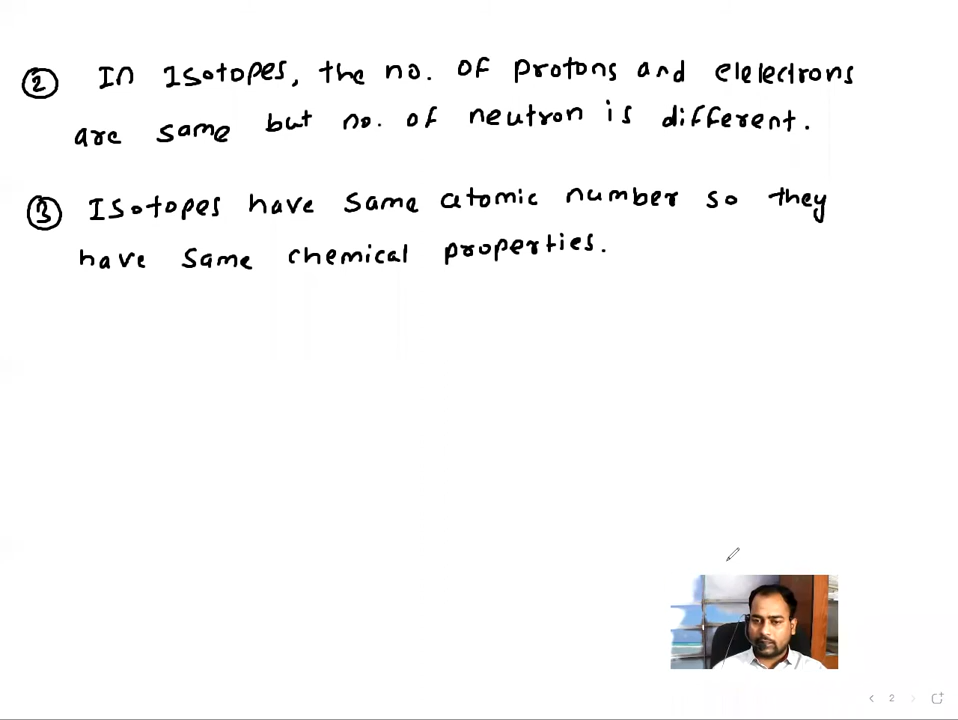 ② In Isotopes, the no. of protons and elelectrons
are same but no. of neutron is different.
③ Isotopes have same atomic number so they
have same chemical properties.
2